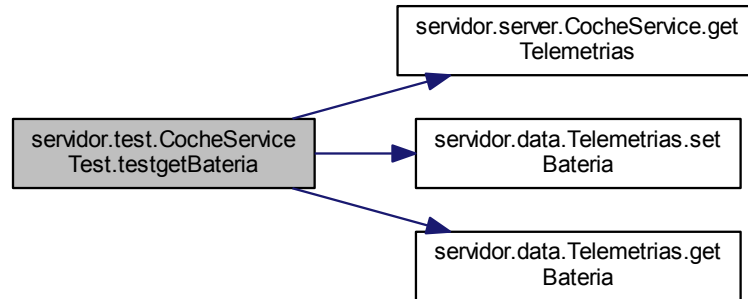 servidor.server.CocheService.get
Telemetrias
servidor.test.CocheService
Test.testgetBateria
servidor.data.Telemetrias.set
Bateria
servidor.data.Telemetrias.get
Bateria